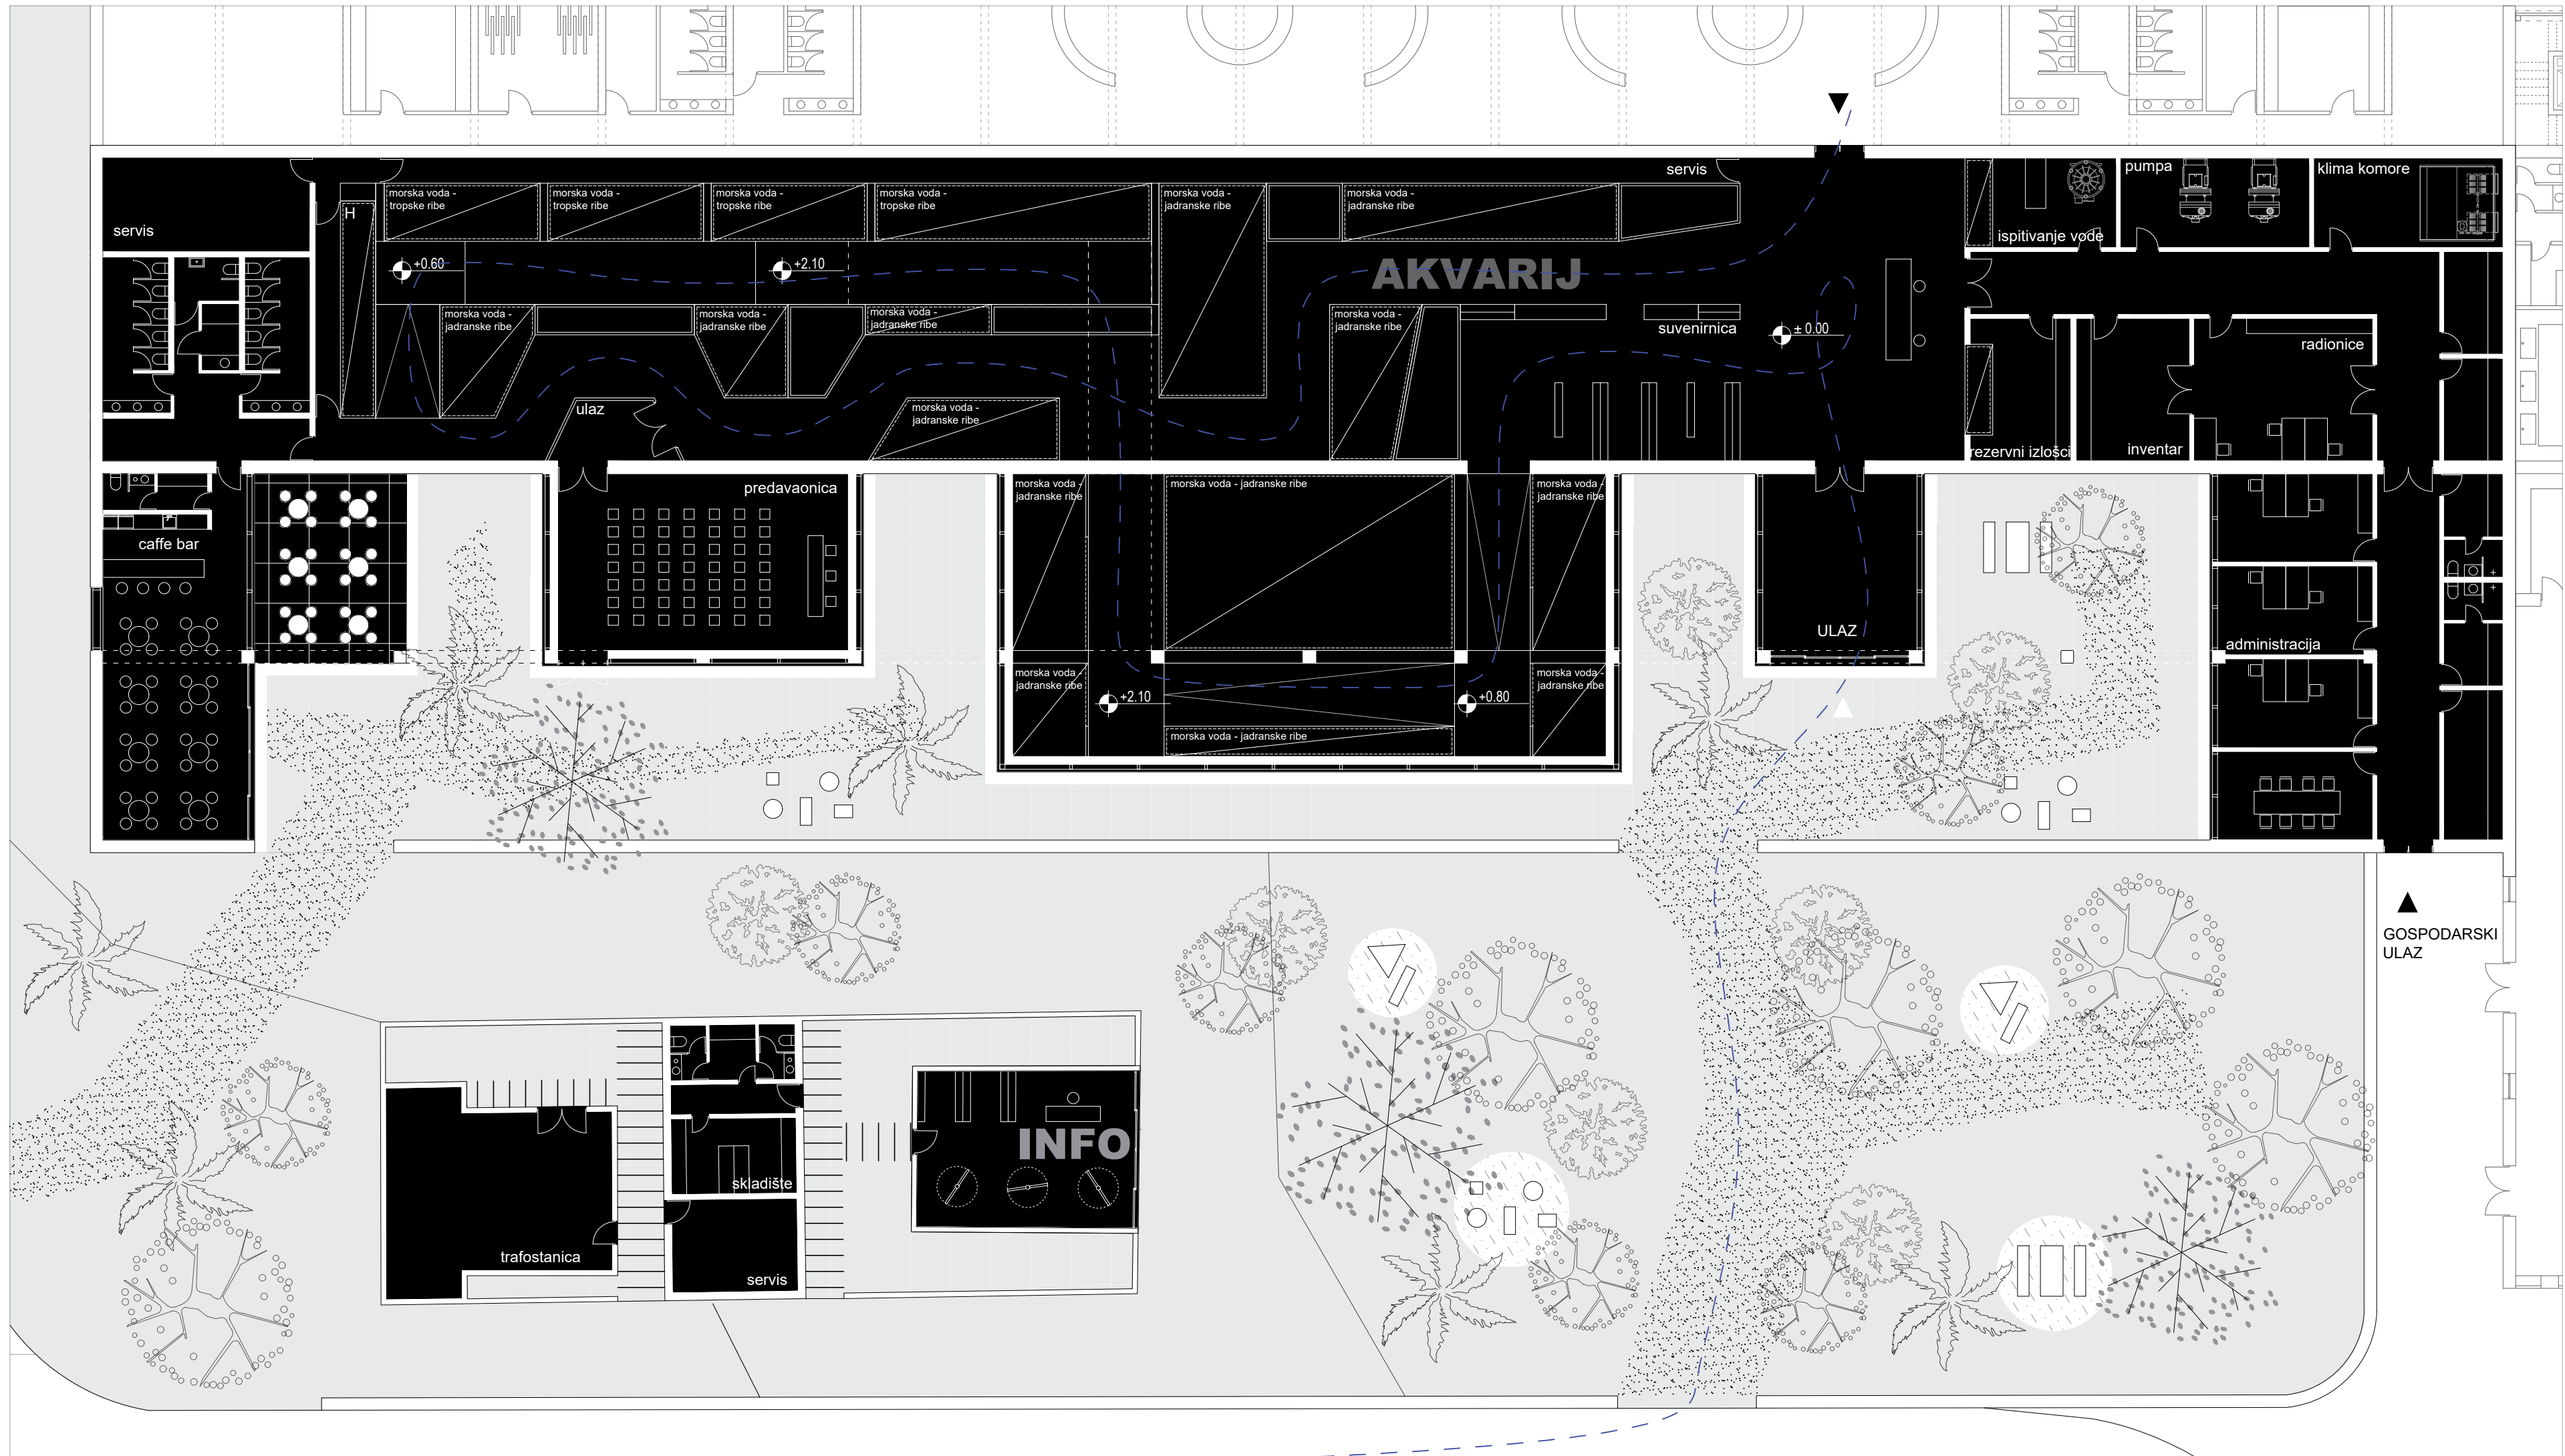 servis
pumpa
klima komore
morska voda -
tropske ribe
morska voda -
tropske ribe
morska voda -
tropske ribe
morska voda -
tropske ribe
morska voda -
jadranske ribe
morska voda -
jadranske ribe
H
servis
ispitivanje vode
+0.60
+2.10
AKVARIJ
morska voda -
jadranske ribe
morska voda -
jadranske ribe
morska voda -
jadranske ribe
morska voda -
jadranske ribe
suvenirnica
± 0.00
radionice
ulaz
morska voda -
jadranske ribe
rezervni izlošci
inventar
predavaonica
morska voda -
jadranske ribe
morska voda - jadranske ribe
morska voda -
jadranske ribe
caffe bar
ULAZ
administracija
morska voda -
jadranske ribe
morska voda -
jadranske ribe
+2.10
+0.80
morska voda - jadranske ribe
GOSPODARSKI
ULAZ
INFO
skladište
trafostanica
servis